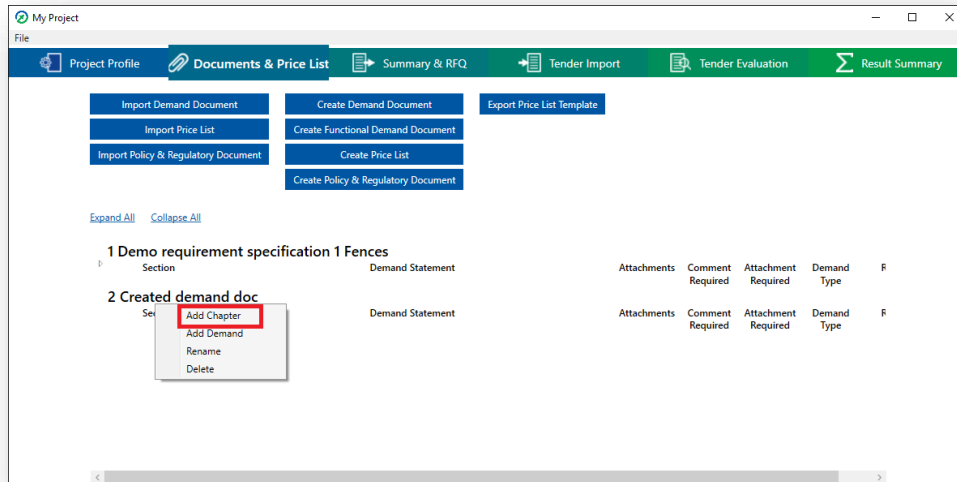 My Project
File
Project Profile
Documents & Price List
Summary & RFQ
Tender Import
Tender Evaluation
Result Summary
Import Demand Document
Create Demand Document
Export Price List Template
Import Price List
Create Functional Demand Document
Import Policy & Regulatory Document
Create Price List
Create Policy & Regulatory Document
Expand All
Collapse All
1 Demo requirement specification 1 Fences
Section
Demand Statement
Attachments
Comment Required
Attachment Required
Demand Type
R
2 Created demand doc
Sec
Demand Statement
Attachments
Comment Required
Attachment Required
Demand Type
R
Add Chapter
Add Demand
Rename
Delete